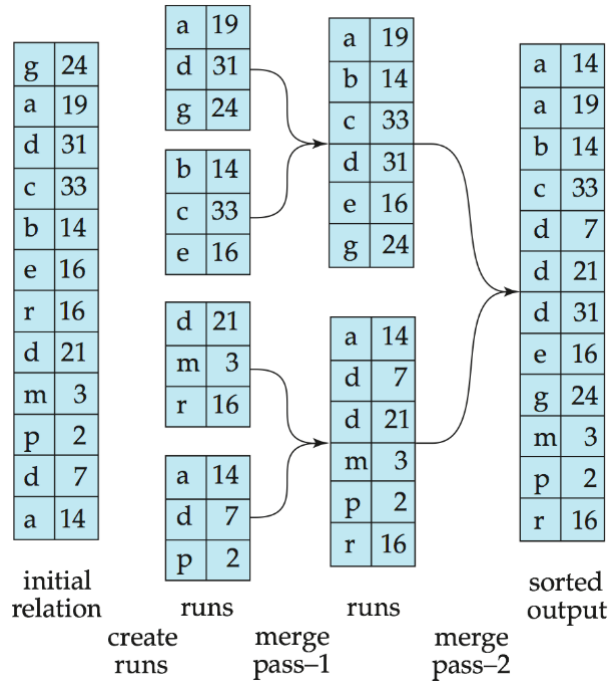 g 24
a 19
d 31
c 33
b 14
e 16
r 16
d 21
m 3
p 2
d 7
a 14
initial
relation
a 19
d 31
g 24
b 14
c 33
e 16
d 21
m 3
r 16
a 14
d 7
p 2
runs
create
runs
a 19
b 14
c 33
d 31
e 16
g 24
a 14
d 7
d 21
m 3
p 2
r 16
runs
merge
pass–1
a 14
a 19
b 14
c 33
d 7
d 21
d 31
e 16
g 24
m 3
p 2
r 16
sorted
output
merge
pass–2